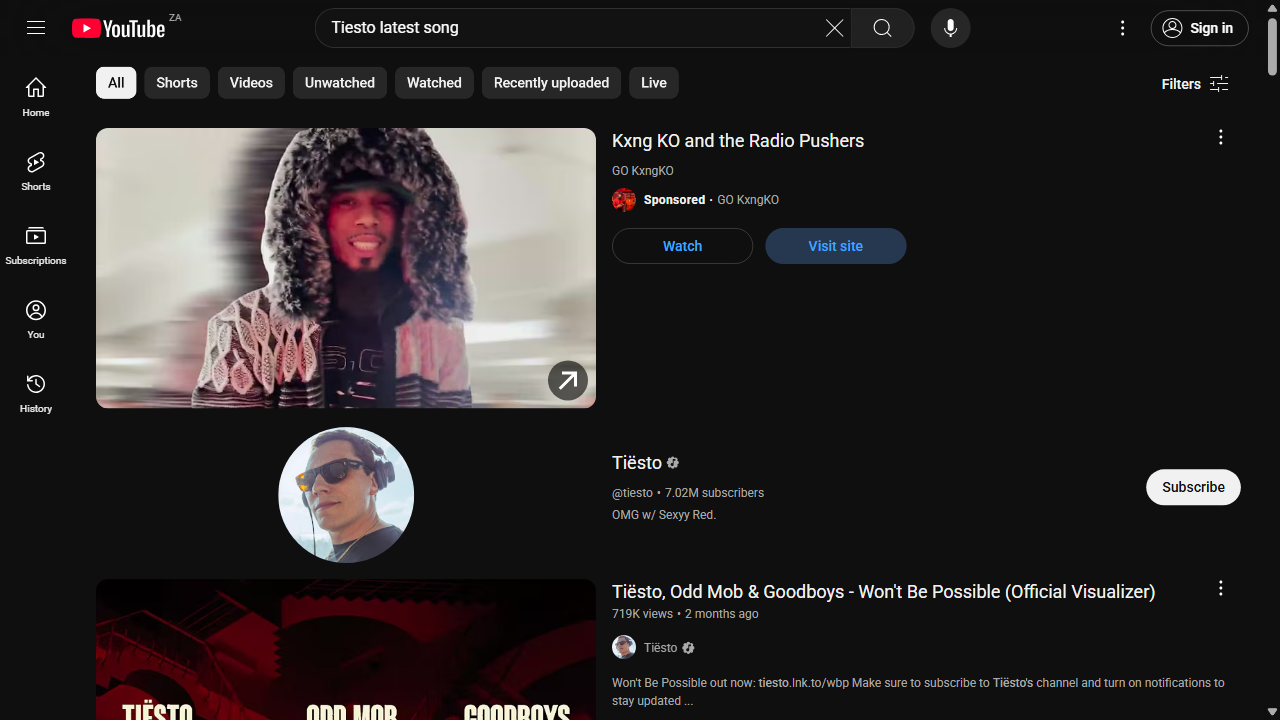 YouTube ZA
Tiesto latest song
Sign in
All
Shorts
Videos
Unwatched
Watched
Recently uploaded
Live
Filters
Home
Shorts
Subscriptions
You
History
Kxng KO and the Radio Pushers
GO KxngKO
Sponsored · GO KxngKO
Watch
Visit site
Tiësto
@tiesto • 7.02M subscribers
OMG w/ Sexyy Red.
Subscribe
Tiësto, Odd Mob & Goodboys - Won't Be Possible (Official Visualizer)
719K views • 2 months ago
Tiësto
Won't Be Possible out now: tiesto.lnk.to/wbp Make sure to subscribe to Tiësto's channel and turn on notifications to
stay updated ...
TIËSTO
ODD MOB
GOODBOYS